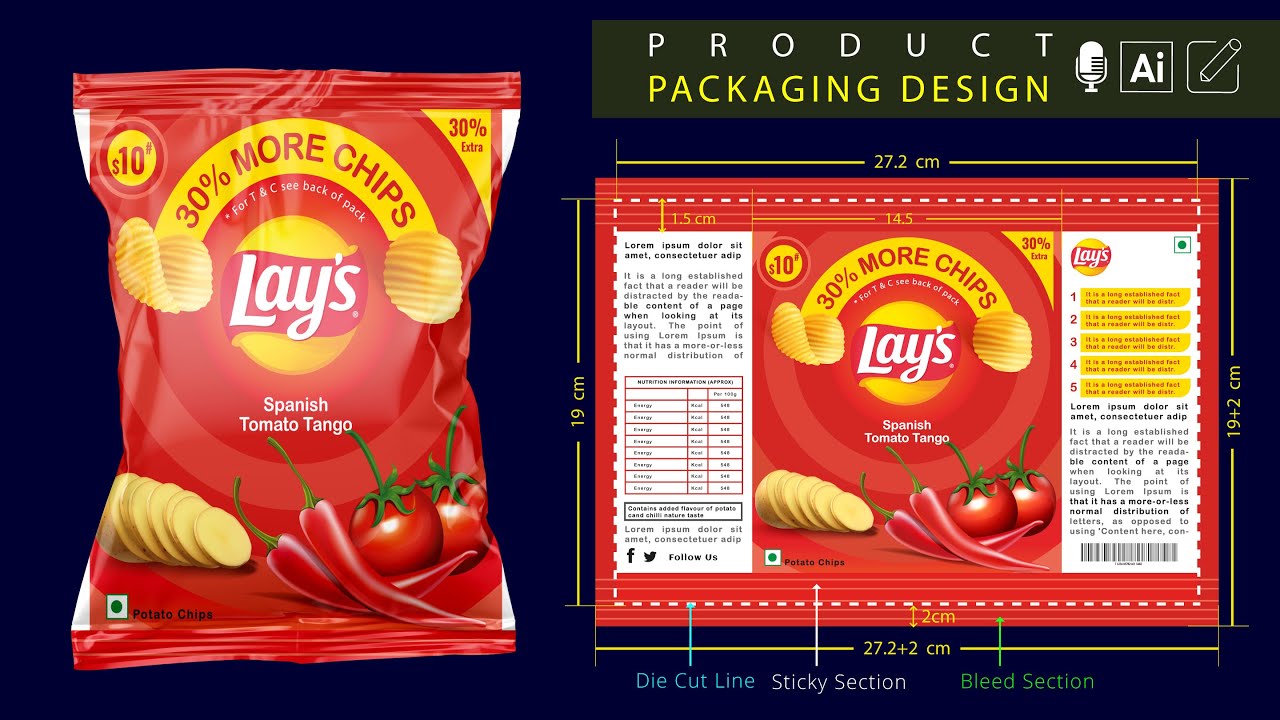 PRODUCT
PACKAGING DESIGN
Ai
$10#
30% MORE CHIPS
* For T & C see back of pack
30%
Extra
Lay's
®
Spanish
Tomato Tango
Potato Chips
27.2 cm
1.5 cm
14.5
19 cm
19+2 cm
Lorem ipsum dolor sit
amet, consectetuer adip
It is a long established
fact that a reader will be
distracted by the reada-
ble content of a page
when looking at its
layout. The point of
using Lorem Ipsum is
that it has a more-or-less
normal distribution of
NUTRITION INFORMATION (APPROX)
Per 100g
Energy Kcal 548
Energy Kcal 548
Energy Kcal 548
Energy Kcal 548
Energy Kcal 548
Energy Kcal 548
Energy Kcal 548
Energy Kcal 548
Contains added flavour of potato
cand chilli nature taste
Lorem ipsum dolor sit
amet, consectetuer adip
f Follow Us
$10#
30% MORE CHIPS
* For T & C see back of pack
30%
Extra
Lay's
®
Spanish
Tomato Tango
Potato Chips
Lay's
1 It is a long established fact
that a reader will be distr.
2 It is a long established fact
that a reader will be distr.
3 It is a long established fact
that a reader will be distr.
4 It is a long established fact
that a reader will be distr.
5 It is a long established fact
that a reader will be distr.
Lorem ipsum dolor sit
amet, consectetuer adip
It is a long established
fact that a reader will be
distracted by the reada-
ble content of a page
when looking at its
layout. The point of
using Lorem Ipsum is
that it has a more-or-less
normal distribution of
letters, as opposed to
using 'Content here, con-
2cm
27.2+2 cm
Die Cut Line
Sticky Section
Bleed Section